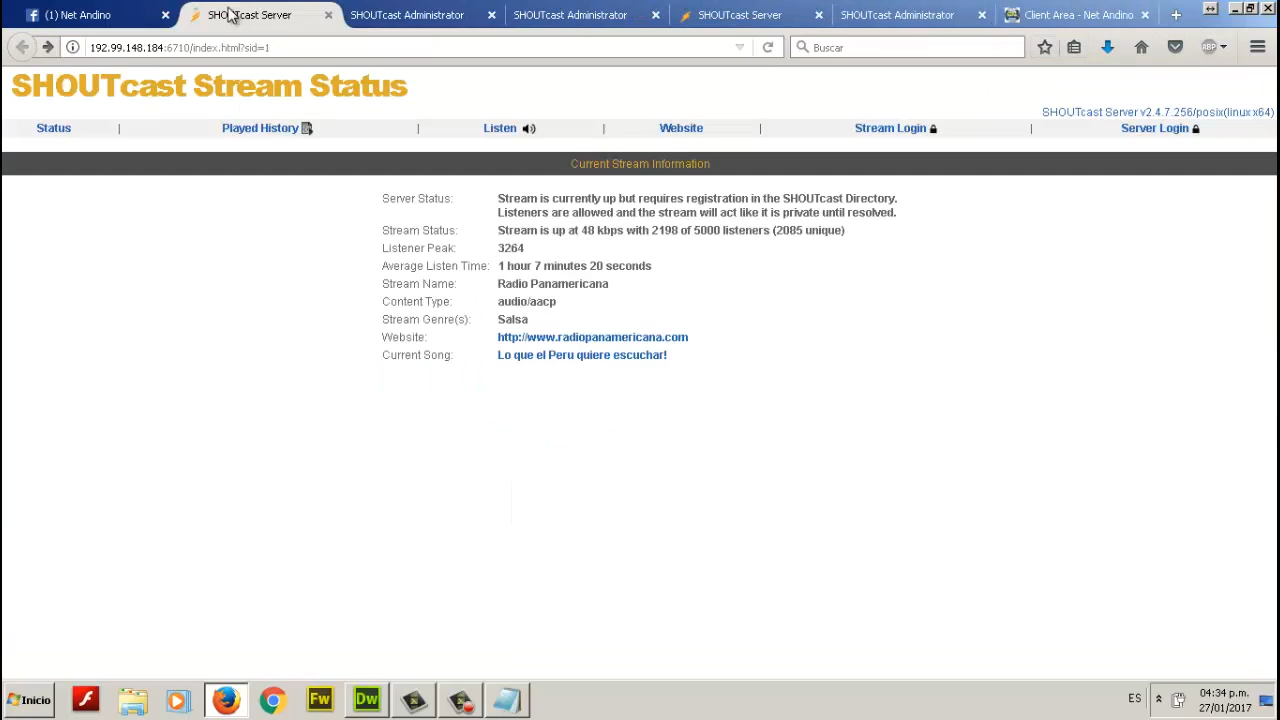 (1) Net Andino
SHOUTcast Server
SHOUTcast Administrator
SHOUTcast Administrator
SHOUTcast Server
SHOUTcast Administrator
Client Area - Net Andino
192.99.148.184:6710/index.html?sid=1
Buscar
ABP
SHOUTcast Stream Status
SHOUTcast Server v2.4.7.256/posix(linux x64)
Status | Played History | Listen | Website | Stream Login | Server Login
Current Stream Information
Server Status: Stream is currently up but requires registration in the SHOUTcast Directory.
Listeners are allowed and the stream will act like it is private until resolved.
Stream Status: Stream is up at 48 kbps with 2198 of 5000 listeners (2085 unique)
Listener Peak: 3264
Average Listen Time: 1 hour 7 minutes 20 seconds
Stream Name: Radio Panamericana
Content Type: audio/aacp
Stream Genre(s): Salsa
Website: http://www.radiopanamericana.com
Current Song: Lo que el Peru quiere escuchar!
Inicio
Fw
Dw
ES
04:34 p.m.
27/01/2017